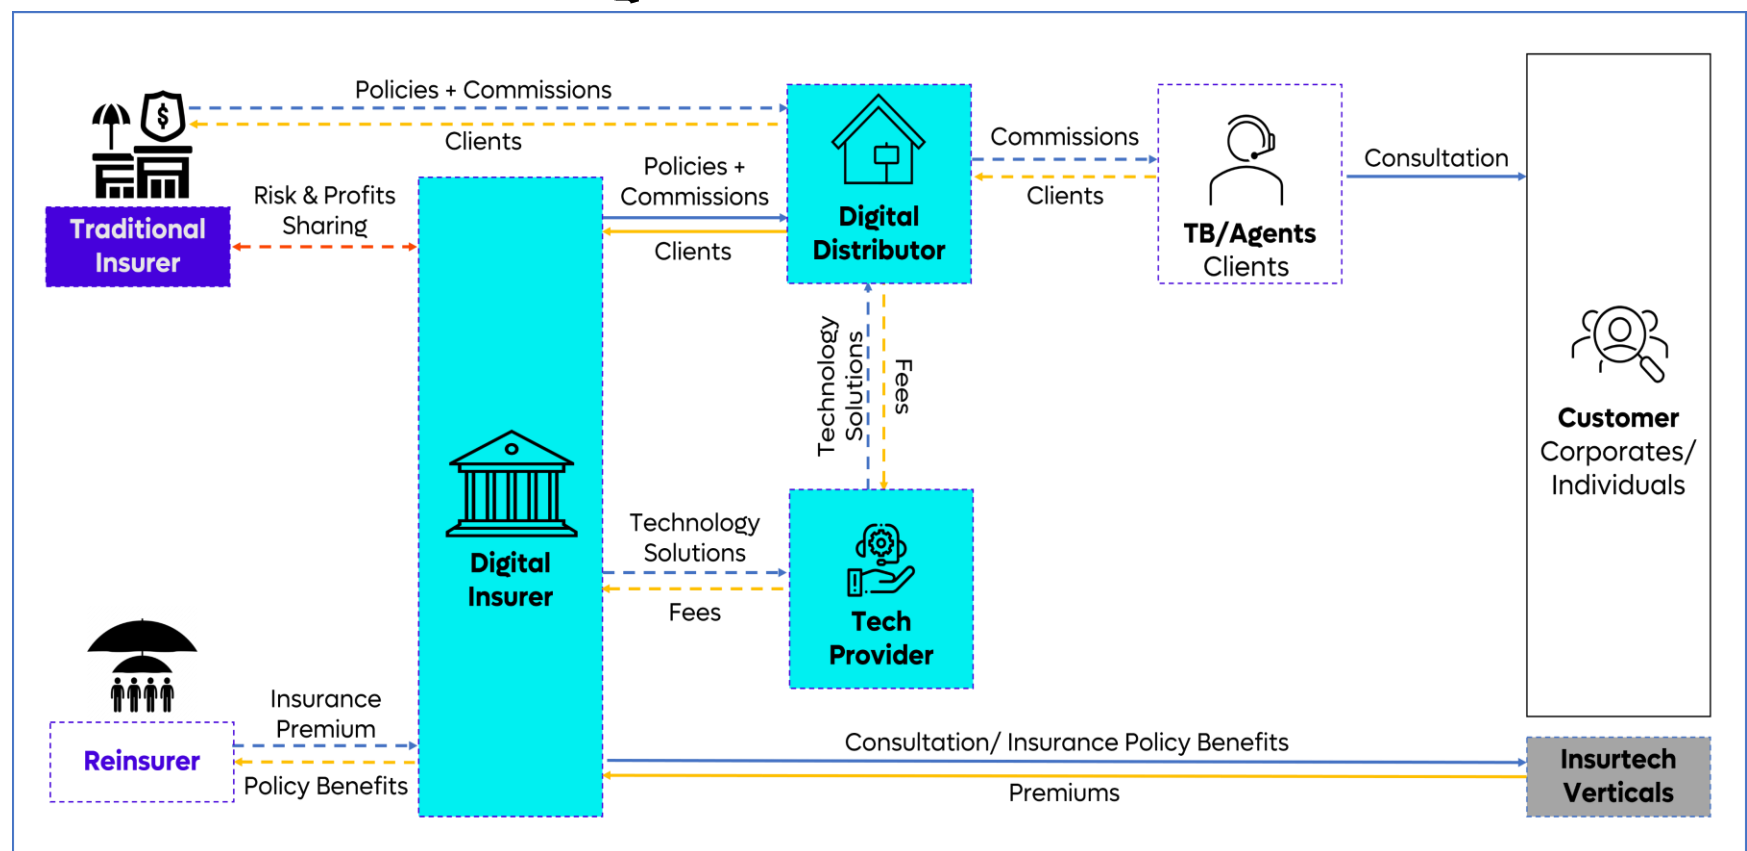 Policies + Commissions
Clients
Traditional
Insurer
Risk & Profits
Sharing
Policies +
Commissions
Clients
Digital
Distributor
Commissions
Clients
TB/Agents
Clients
Consultation
Technology
Solutions
Fees
Customer
Corporates/
Individuals
Digital
Insurer
Technology
Solutions
Fees
Tech
Provider
Reinsurer
Insurance
Premium
Policy Benefits
Consultation/ Insurance Policy Benefits
Premiums
Insurtech
Verticals